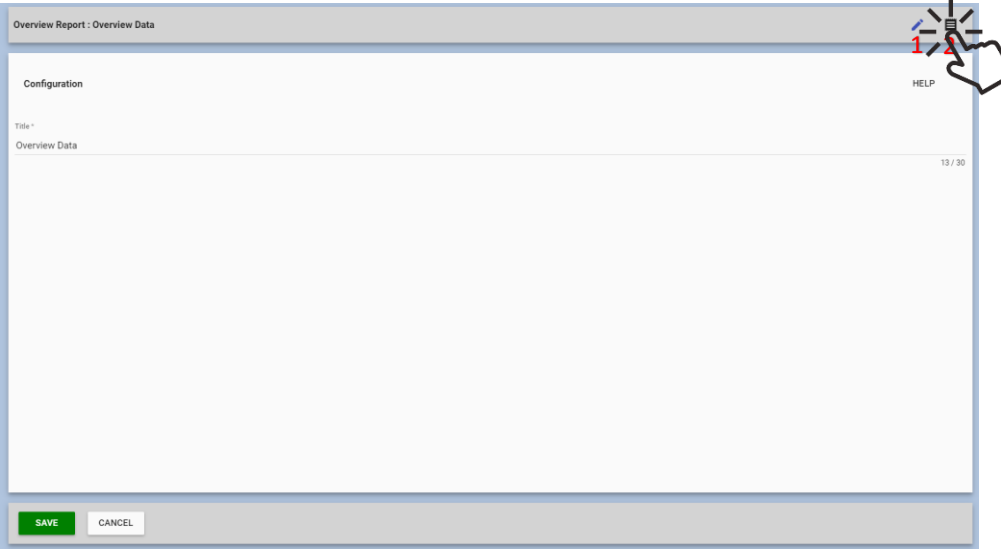 Overview Report : Overview Data
1 2
Configuration
HELP
Title *
Overview Data
13 / 30
SAVE
CANCEL